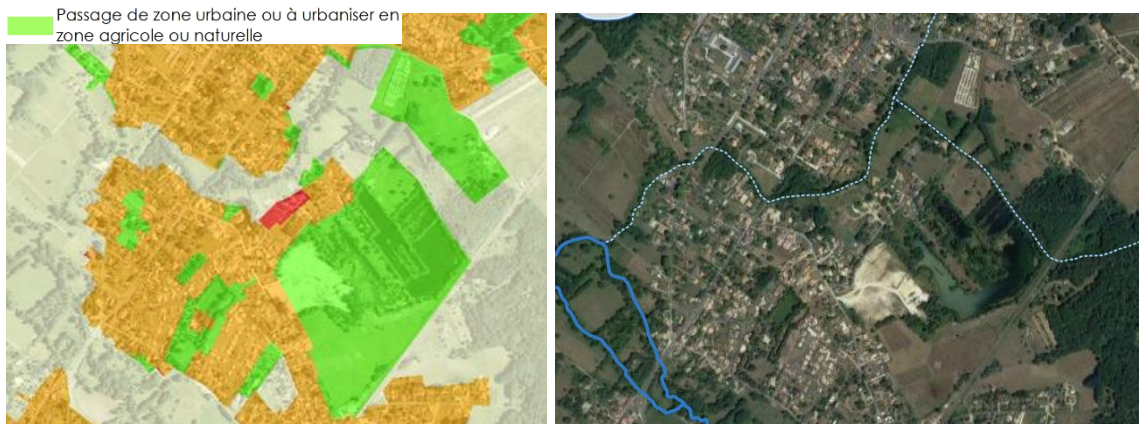 Passage de zone urbaine ou à urbaniser en
zone agricole ou naturelle